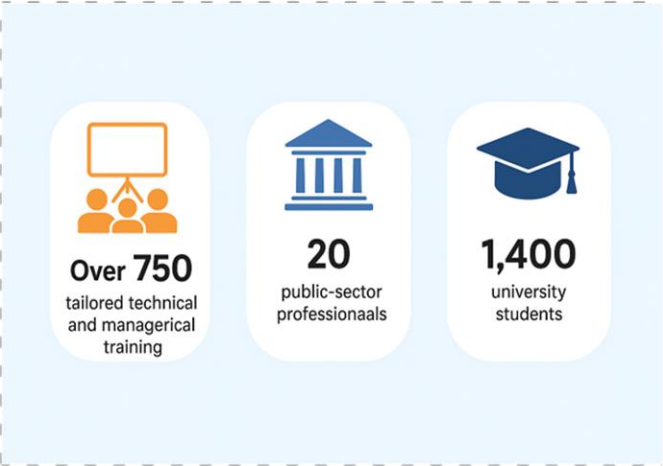 Over 750
tailored technical
and managerical
training
20
public-sector
professionaals
1,400
university
students